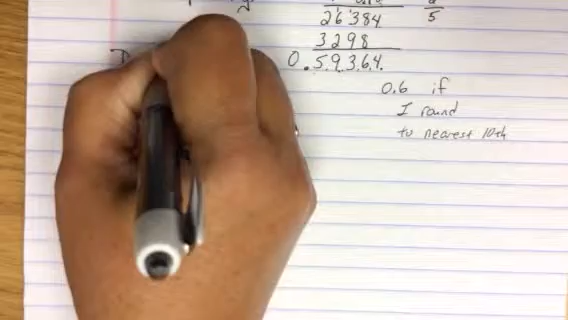 26384
3298
0.59364
5
0.6 if
I round
to nearest 10th